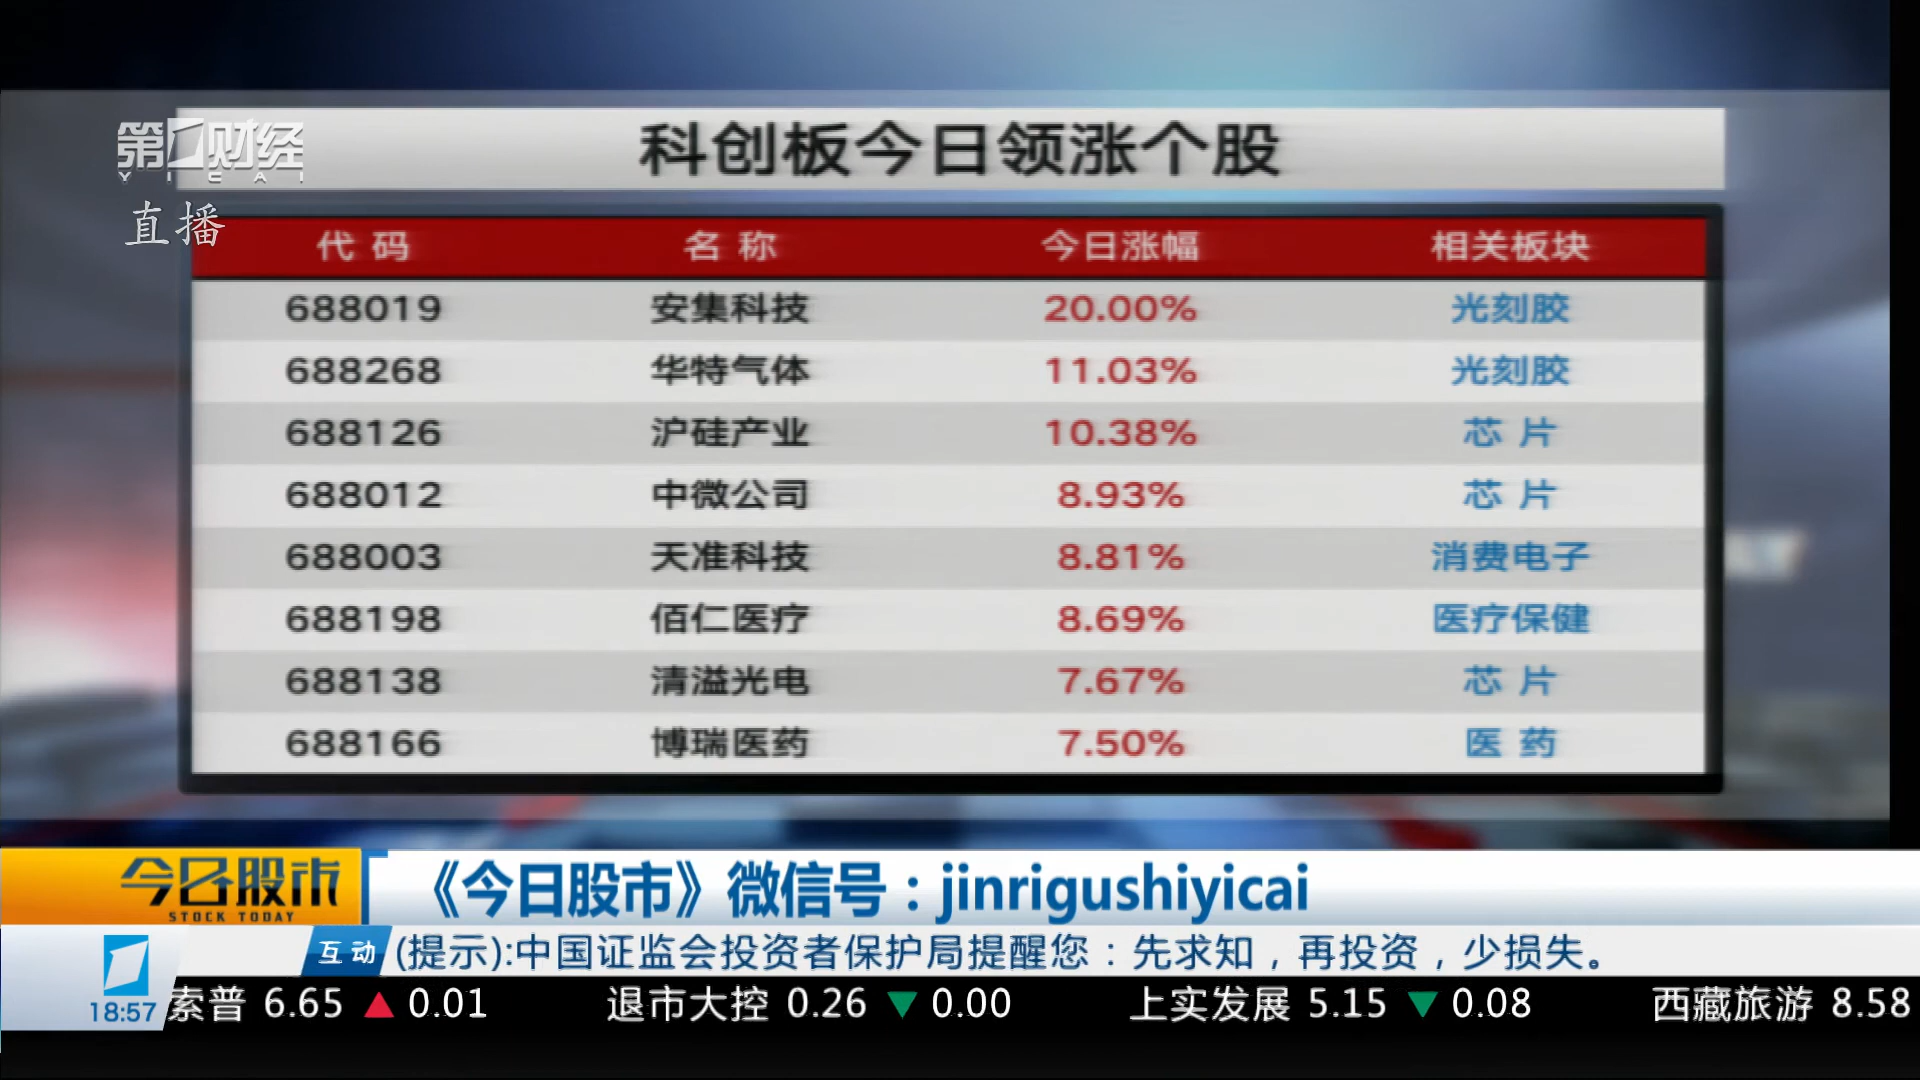 第一财经
YICAI
直播
科创板今日领涨个股
代码 名称 今日涨幅 相关板块
688019 安集科技 20.00% 光刻胶
688268 华特气体 11.03% 光刻胶
688126 沪硅产业 10.38% 芯片
688012 中微公司 8.93% 芯片
688003 天准科技 8.81% 消费电子
688198 佰仁医疗 8.69% 医疗保健
688138 清溢光电 7.67% 芯片
688166 博瑞医药 7.50% 医药
今日股市
STOCK TODAY
《今日股市》微信号：jinrigushiyicai
互动 (提示):中国证监会投资者保护局提醒您：先求知，再投资，少损失。
18:57
索普 6.65 ▲ 0.01 退市大控 0.26 ▼ 0.00 上实发展 5.15 ▼ 0.08 西藏旅游 8.58